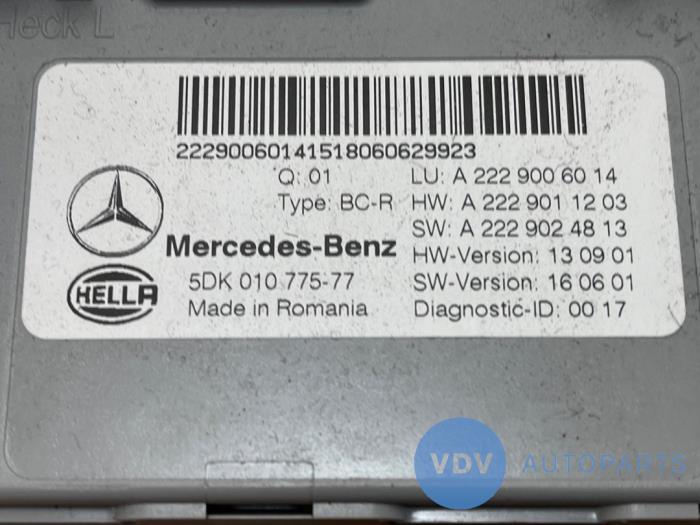 Heck L
2229006014151806062992​3
Q: 01
LU: A 222 900 60 14
Type: BC-R
HW: A 222 901 12 03
SW: A 222 902 48 13
Mercedes-Benz
HW-Version: 13 09 01
HELLA
5DK 010 775-77
SW-Version: 16 06 01
Made in Romania
Diagnostic-ID: 00 17
VDV AUTOPARTS